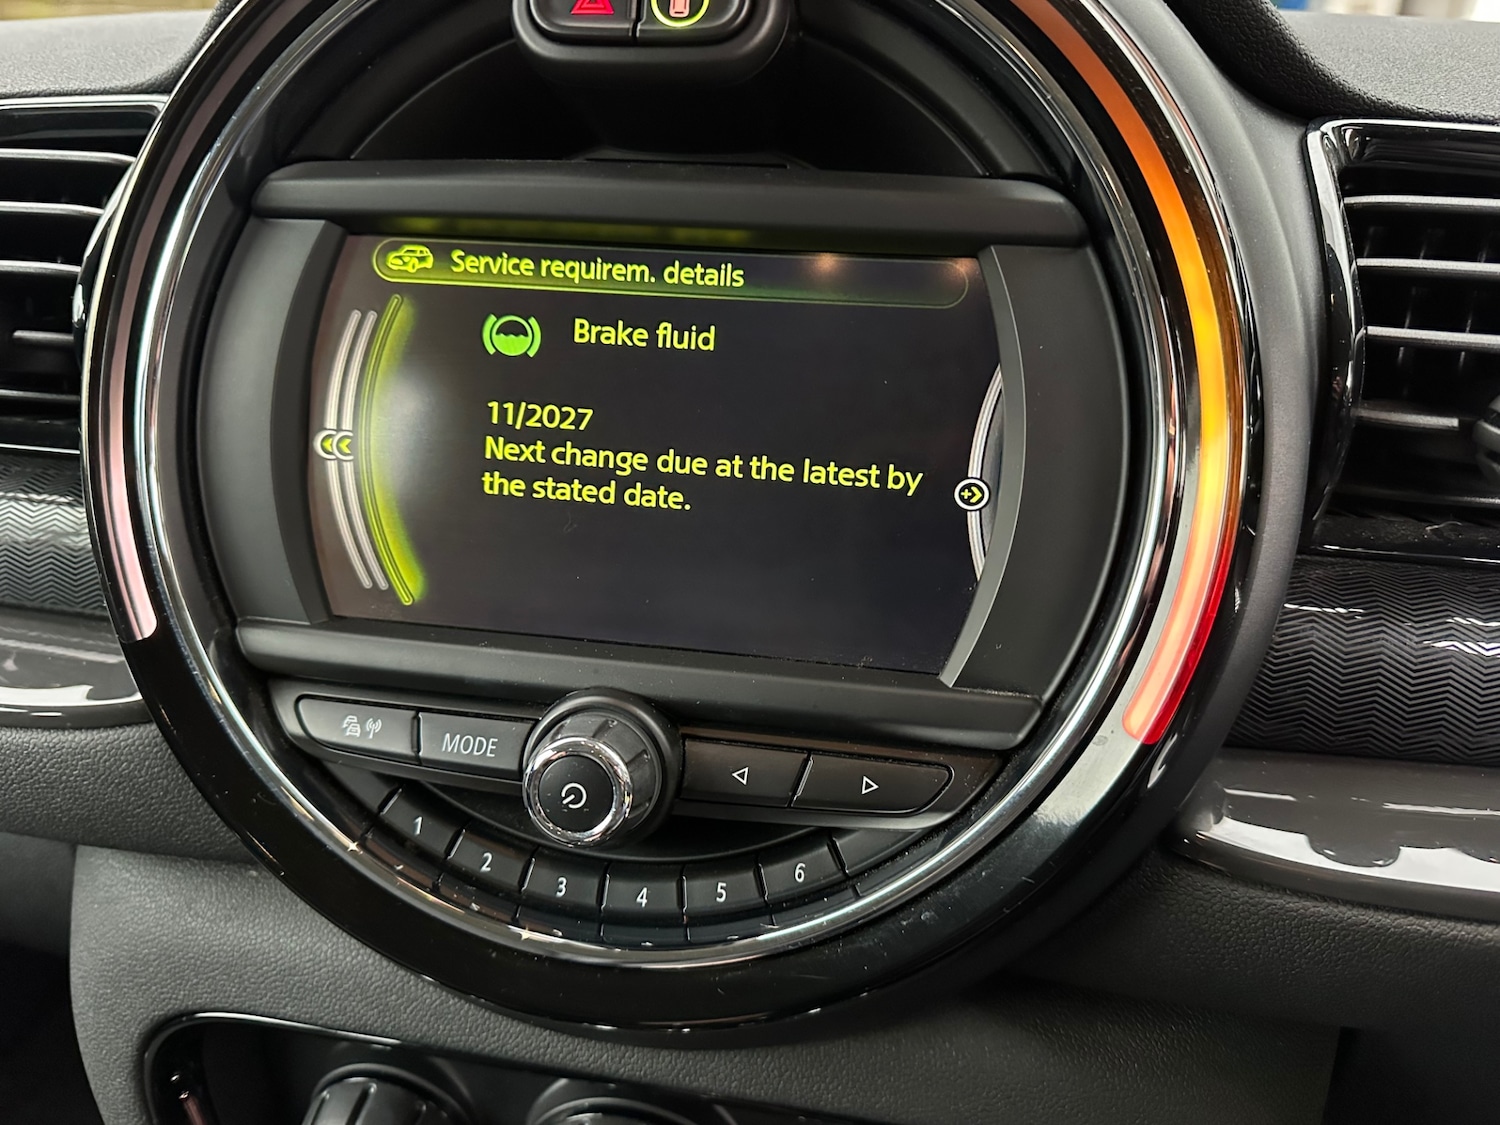 Service requirem. details
Brake fluid
11/2027
Next change due at the latest by
the stated date.
MODE
1
2
3
4
5
6